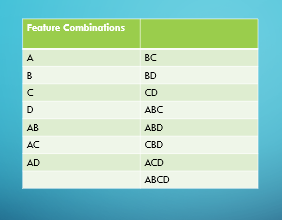 Feature Combinations
A BC
B BD
C CD
D ABC
AB ABD
AC CBD
AD ACD
ABCD